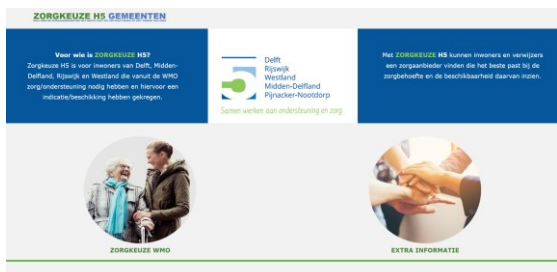 ZORGKEUZE H5 GEMEENTEN
Voor wie is ZORGKEUZE H5?
Zorgkeuze H5 is voor inwoners van Delft, Midden-
Delfland, Rijswijk en Westland die vanuit de WMO
zorg/ondersteuning nodig hebben en hiervoor een
indicatie/beschikking hebben gekregen.
Delft
Rijswijk
Westland
Midden-Delfland
Pijnacker-Nootdorp
Samen werken aan ondersteuning en zorg
Met ZORGKEUZE H5 kunnen inwoners en verwijzers
een zorgaanbieder vinden die het beste past bij de
zorgbehoefte en de beschikbaarheid daarvan inzien.
ZORGKEUZE WMO
EXTRA INFORMATIE